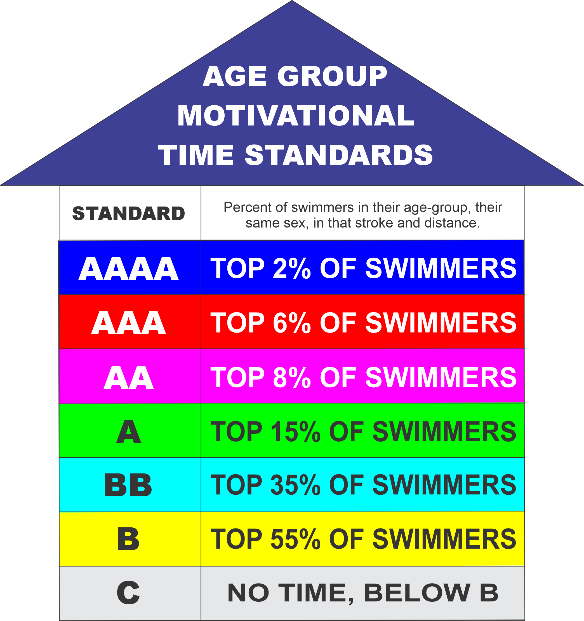 AGE GROUP
MOTIVATIONAL
TIME STANDARDS
STANDARD
Percent of swimmers in their age-group, their
same sex, in that stroke and distance.
AAAA TOP 2% OF SWIMMERS
AAA TOP 6% OF SWIMMERS
AA TOP 8% OF SWIMMERS
A TOP 15% OF SWIMMERS
BB TOP 35% OF SWIMMERS
B TOP 55% OF SWIMMERS
C NO TIME, BELOW B